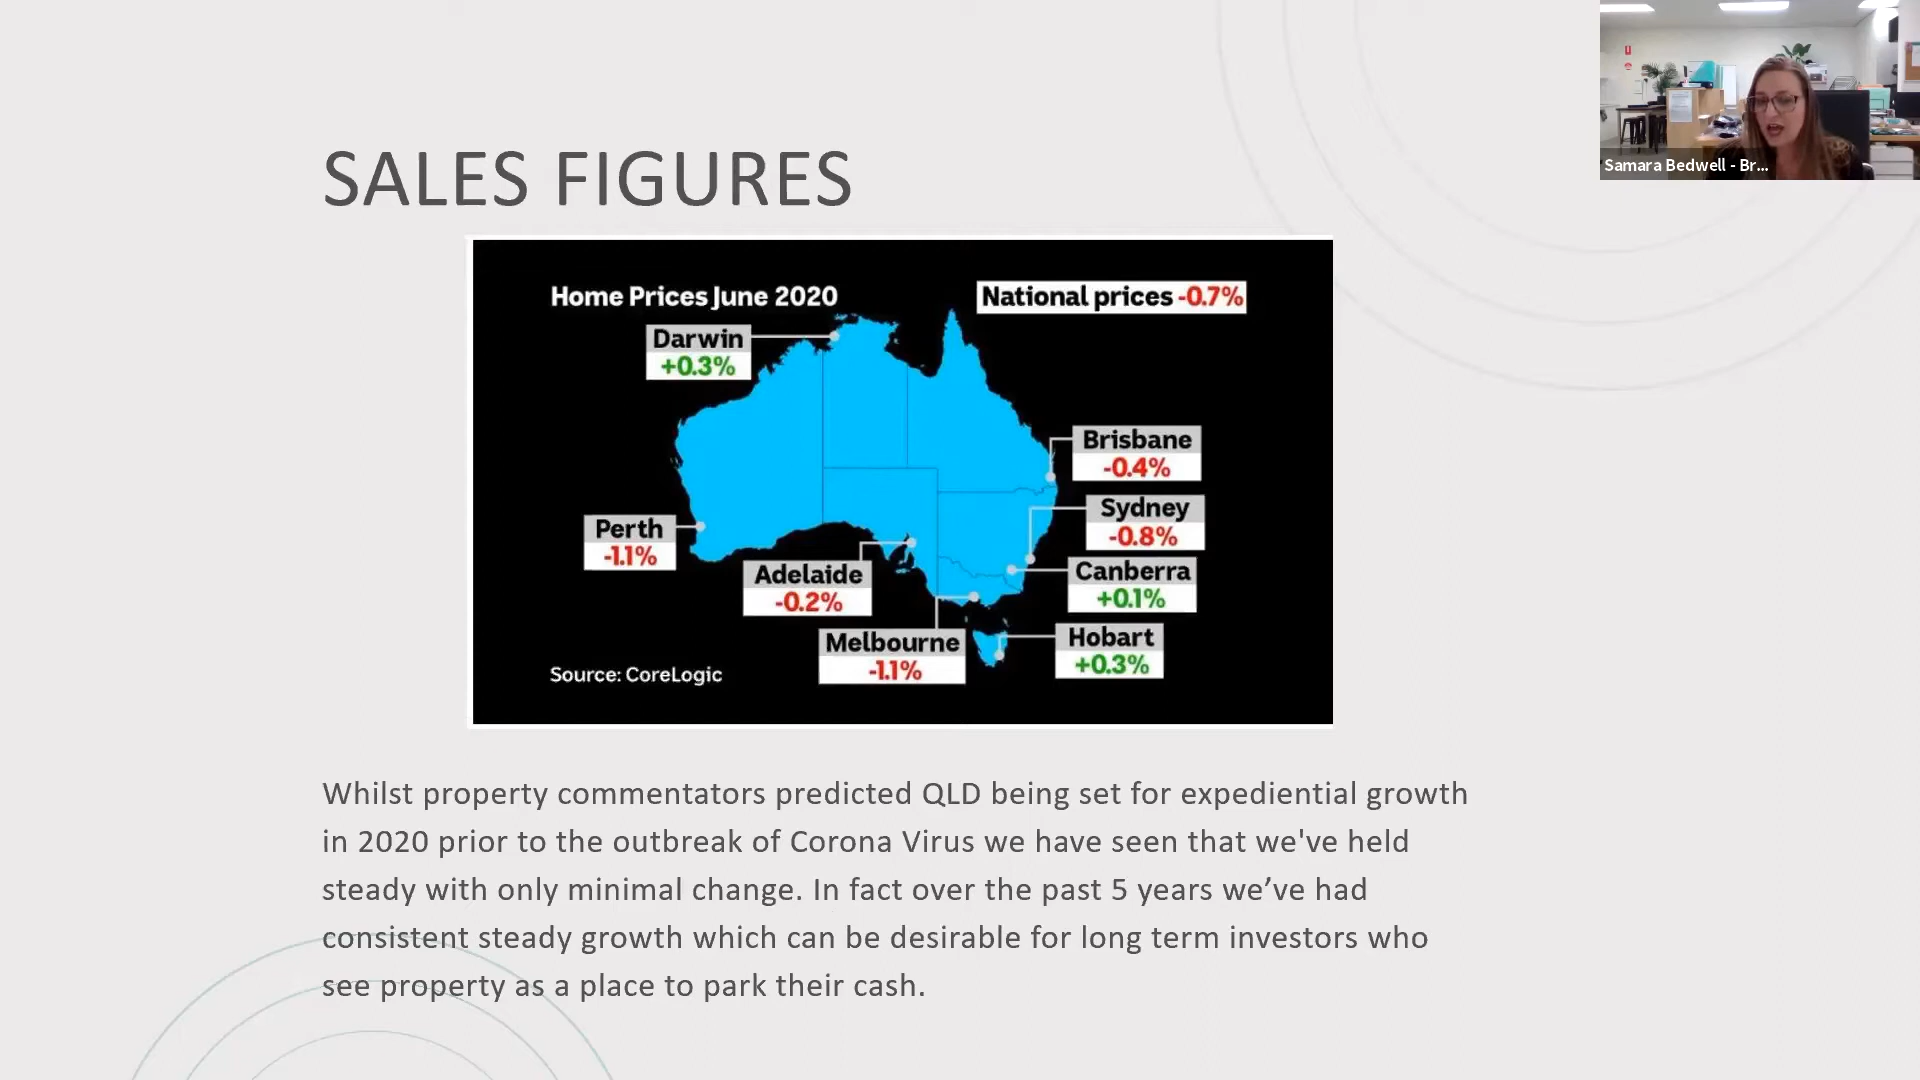 Samara Bedwell - Br...
SALES FIGURES
Home Prices June 2020
National prices -0.7%
Darwin
+0.3%
Brisbane
-0.4%
Sydney
-0.8%
Perth
-1.1%
Canberra
+0.1%
Adelaide
-0.2%
Melbourne
-1.1%
Hobart
+0.3%
Source: CoreLogic
Whilst property commentators predicted QLD being set for expediential growth
in 2020 prior to the outbreak of Corona Virus we have seen that we've held
steady with only minimal change. In fact over the past 5 years we’ve had
consistent steady growth which can be desirable for long term investors who
see property as a place to park their cash.